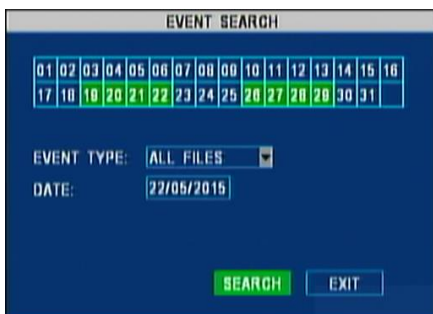 EVENT SEARCH
01 02 03 04 05 06 07 08 09 10 11 12 13 14 15 16
17 18 19 20 21 22 23 24 25 26 27 28 29 30 31
EVENT TYPE: ALL FILES
DATE: 22/05/2015
SEARCH EXIT